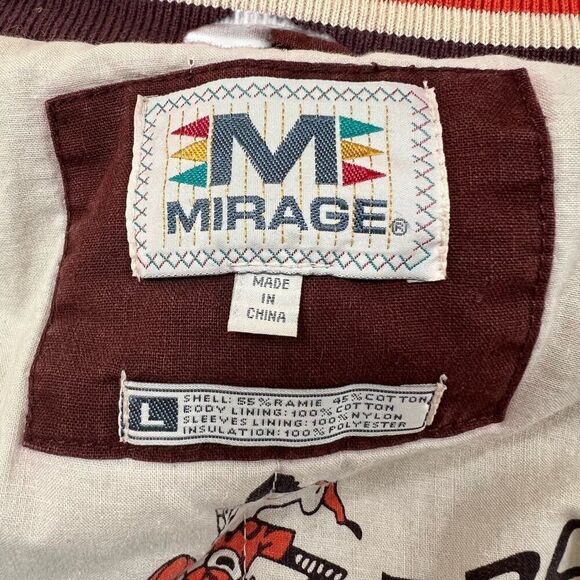 M
MIRAGE®
MADE
IN
CHINA
L
SHELL: 55% RAMIE 45% COTTON
BODY LINING: 100% COTTON
SLEEVES LINING: 100% NYLON
INSULATION: 100% POLYESTER